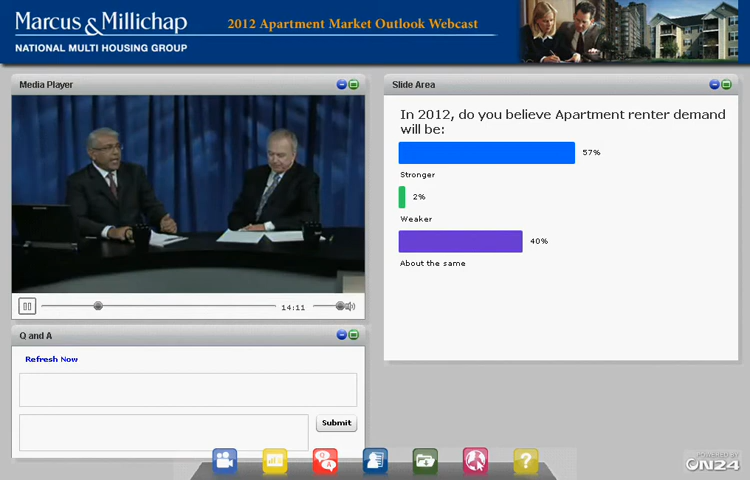 Marcus & Millichap
NATIONAL MULTI HOUSING GROUP
2012 Apartment Market Outlook Webcast
Media Player
14:11
Q and A
Refresh Now
Submit
Slide Area
In 2012, do you believe Apartment renter demand
will be:
57%
Stronger
2%
Weaker
40%
About the same
Q
A
?
POWERED BY
ON24